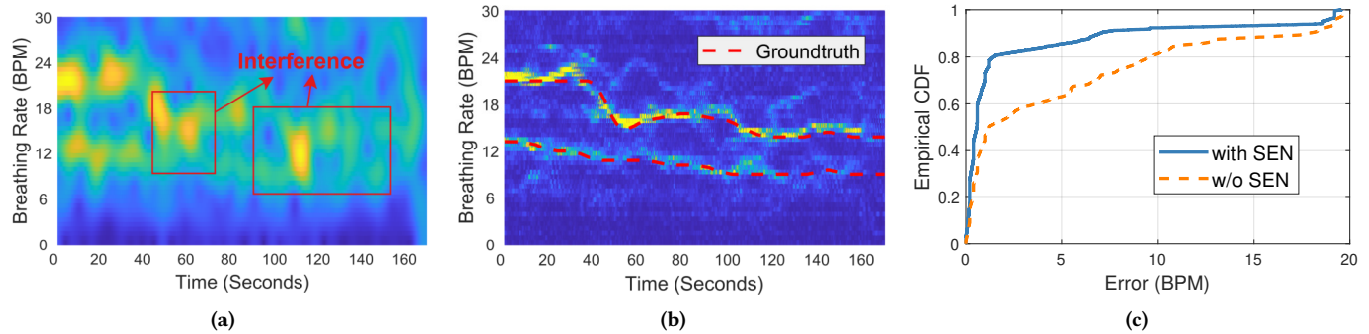 30
24
18
12
6
0
Breathing Rate (BPM)
Interference
0 20 40 60 80 100 120 140 160
Time (Seconds)
(a)
30
24
18
12
6
0
Breathing Rate (BPM)
Groundtruth
0 20 40 60 80 100 120 140 160
Time (Seconds)
(b)
1
0.8
0.6
0.4
0.2
0
Empirical CDF
with SEN
w/o SEN
0 5 10 15 20
Error (BPM)
(c)